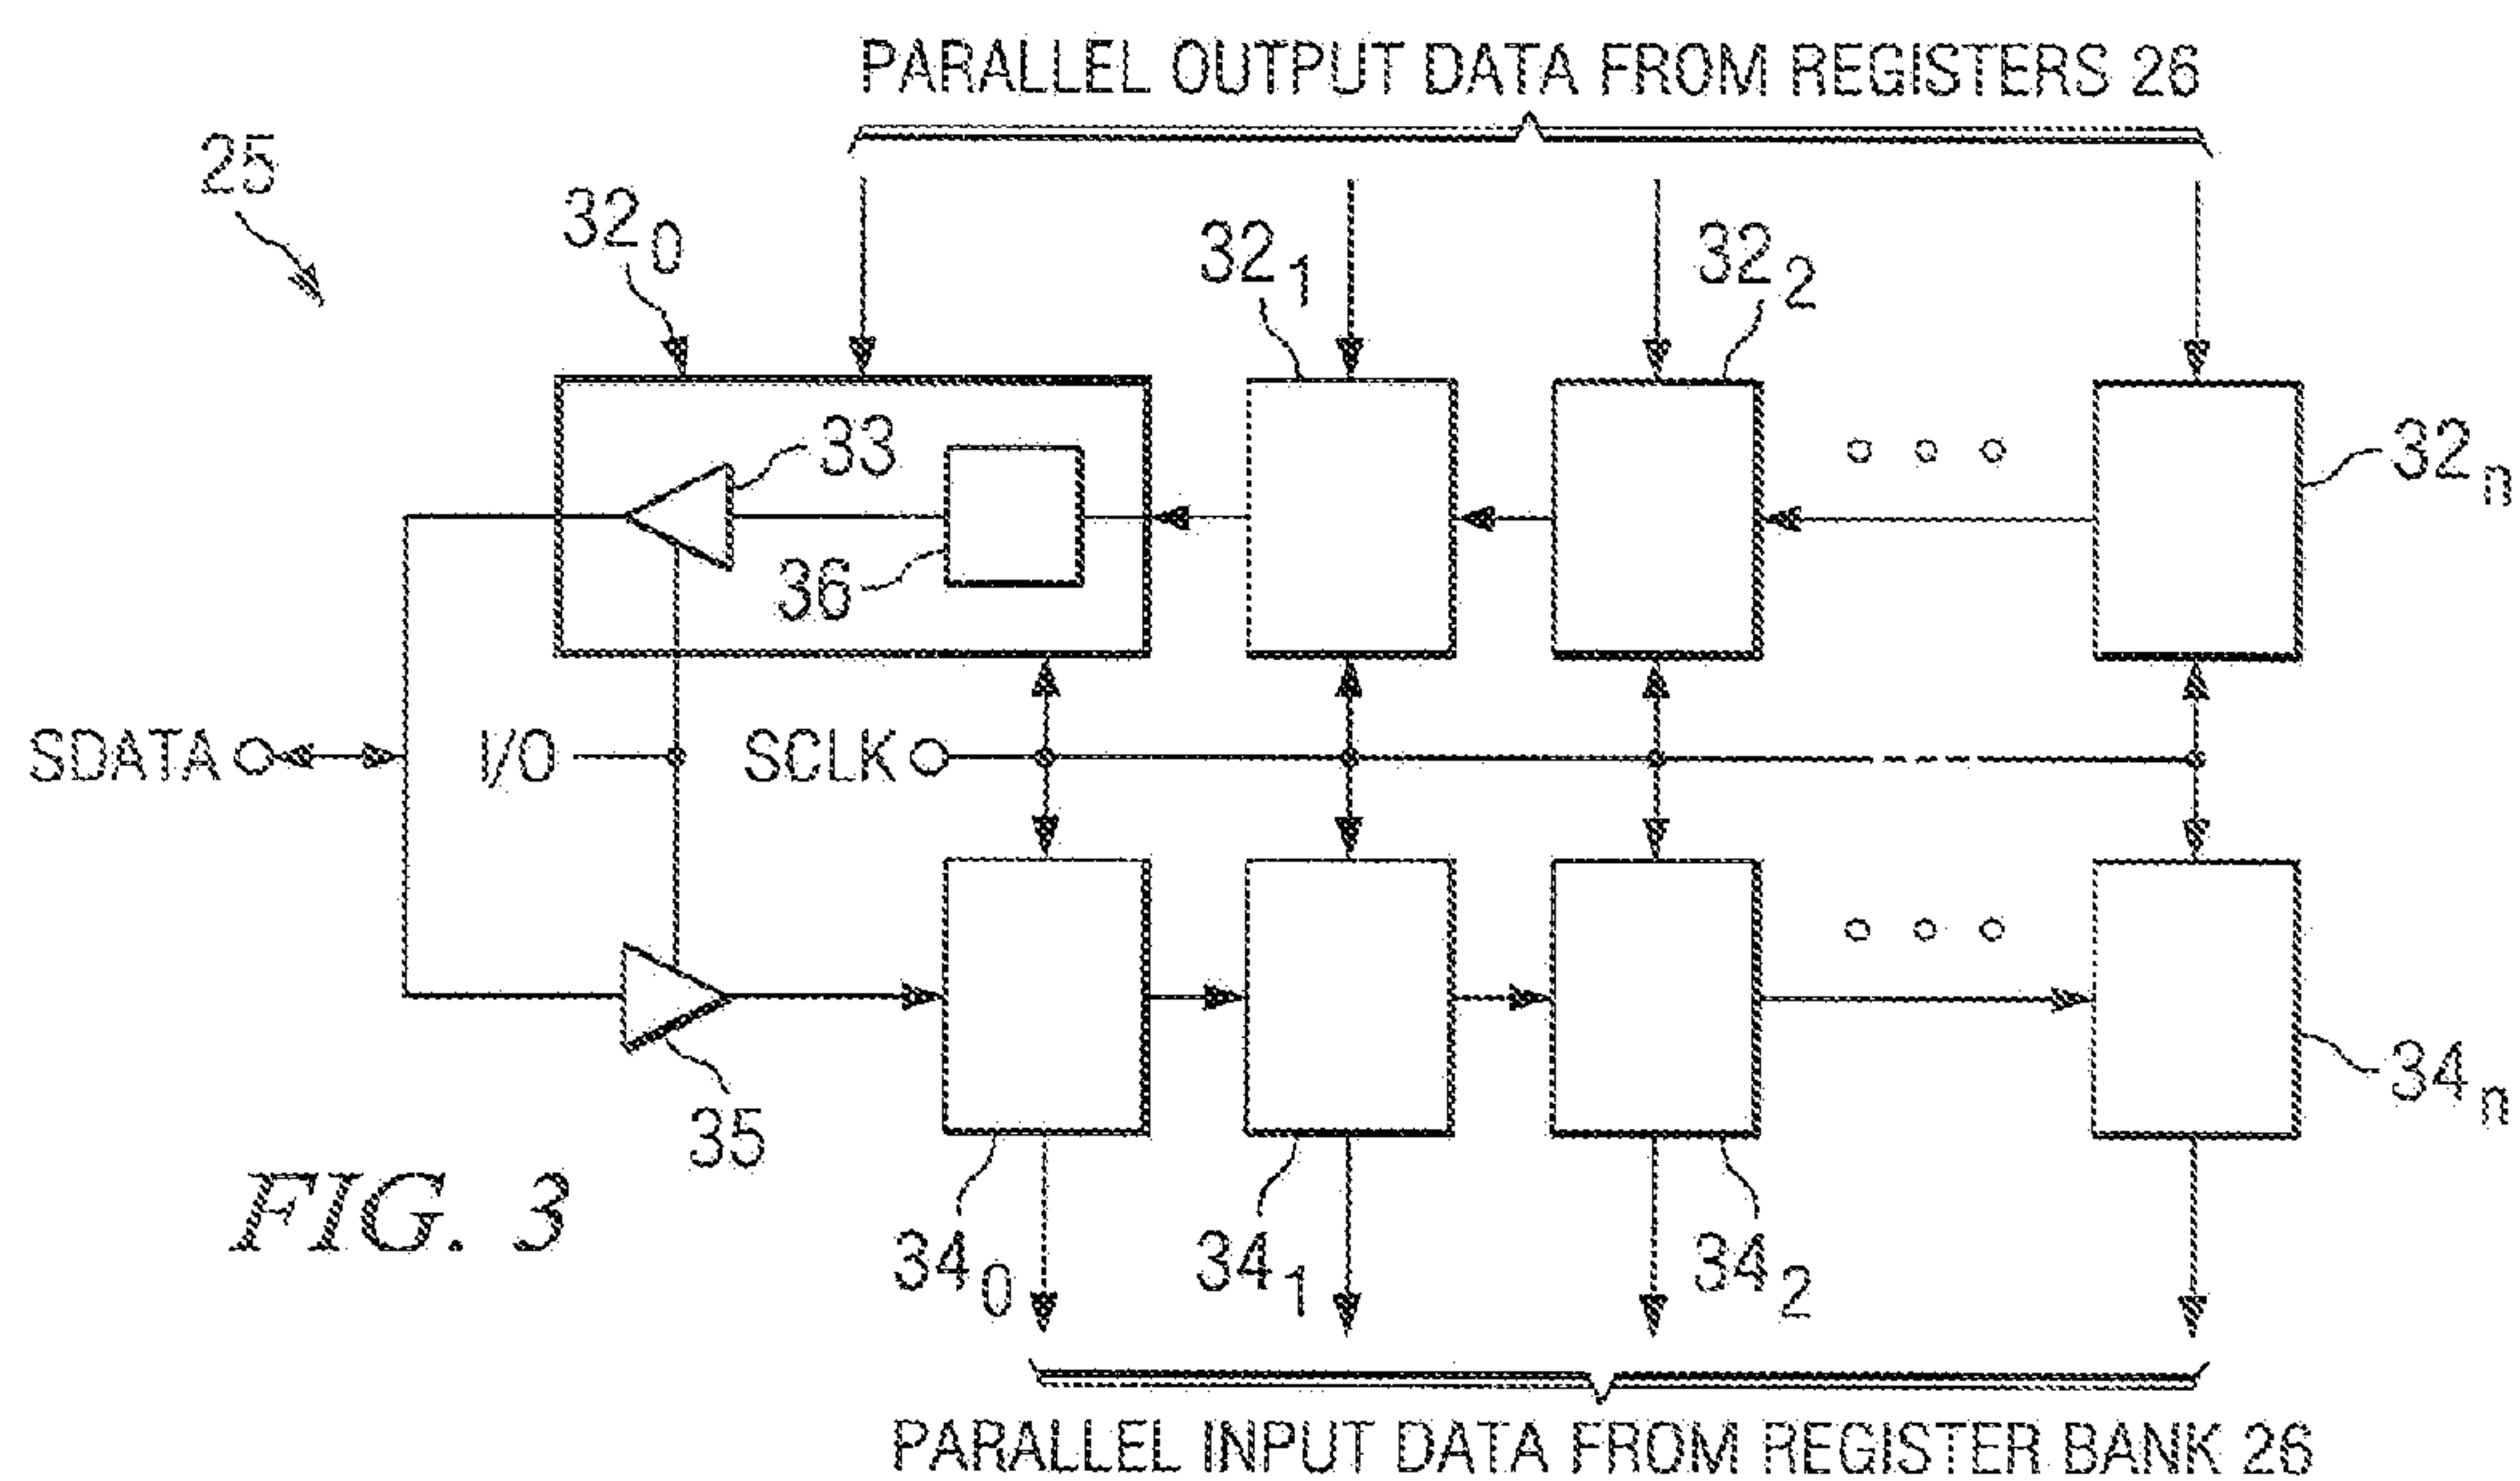 PARALLEL OUTPUT DATA FROM REGISTERS 26
25
32₀
32₁
32₂
33
32ₙ
36
SDATA
I/O
SCLK
35
34ₙ
FIG. 3
34₀
34₁
34₂
PARALLEL INPUT DATA FROM REGISTER BANK 26